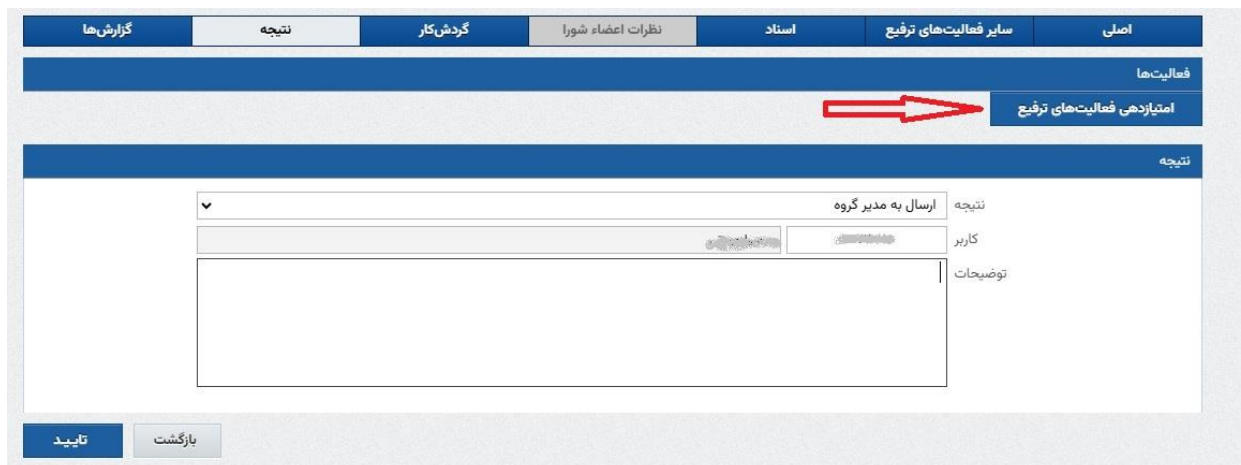 اصلی سایر فعالیت‌های ترفیع اسناد نظرات اعضاء شورا گردش‌کار نتیجه گزارش‌ها
فعالیت‌ها
امتیازدهی فعالیت‌های ترفیع
نتیجه
نتیجه ارسال به مدیر گروه
کاربر
توضیحات
بازگشت تایید